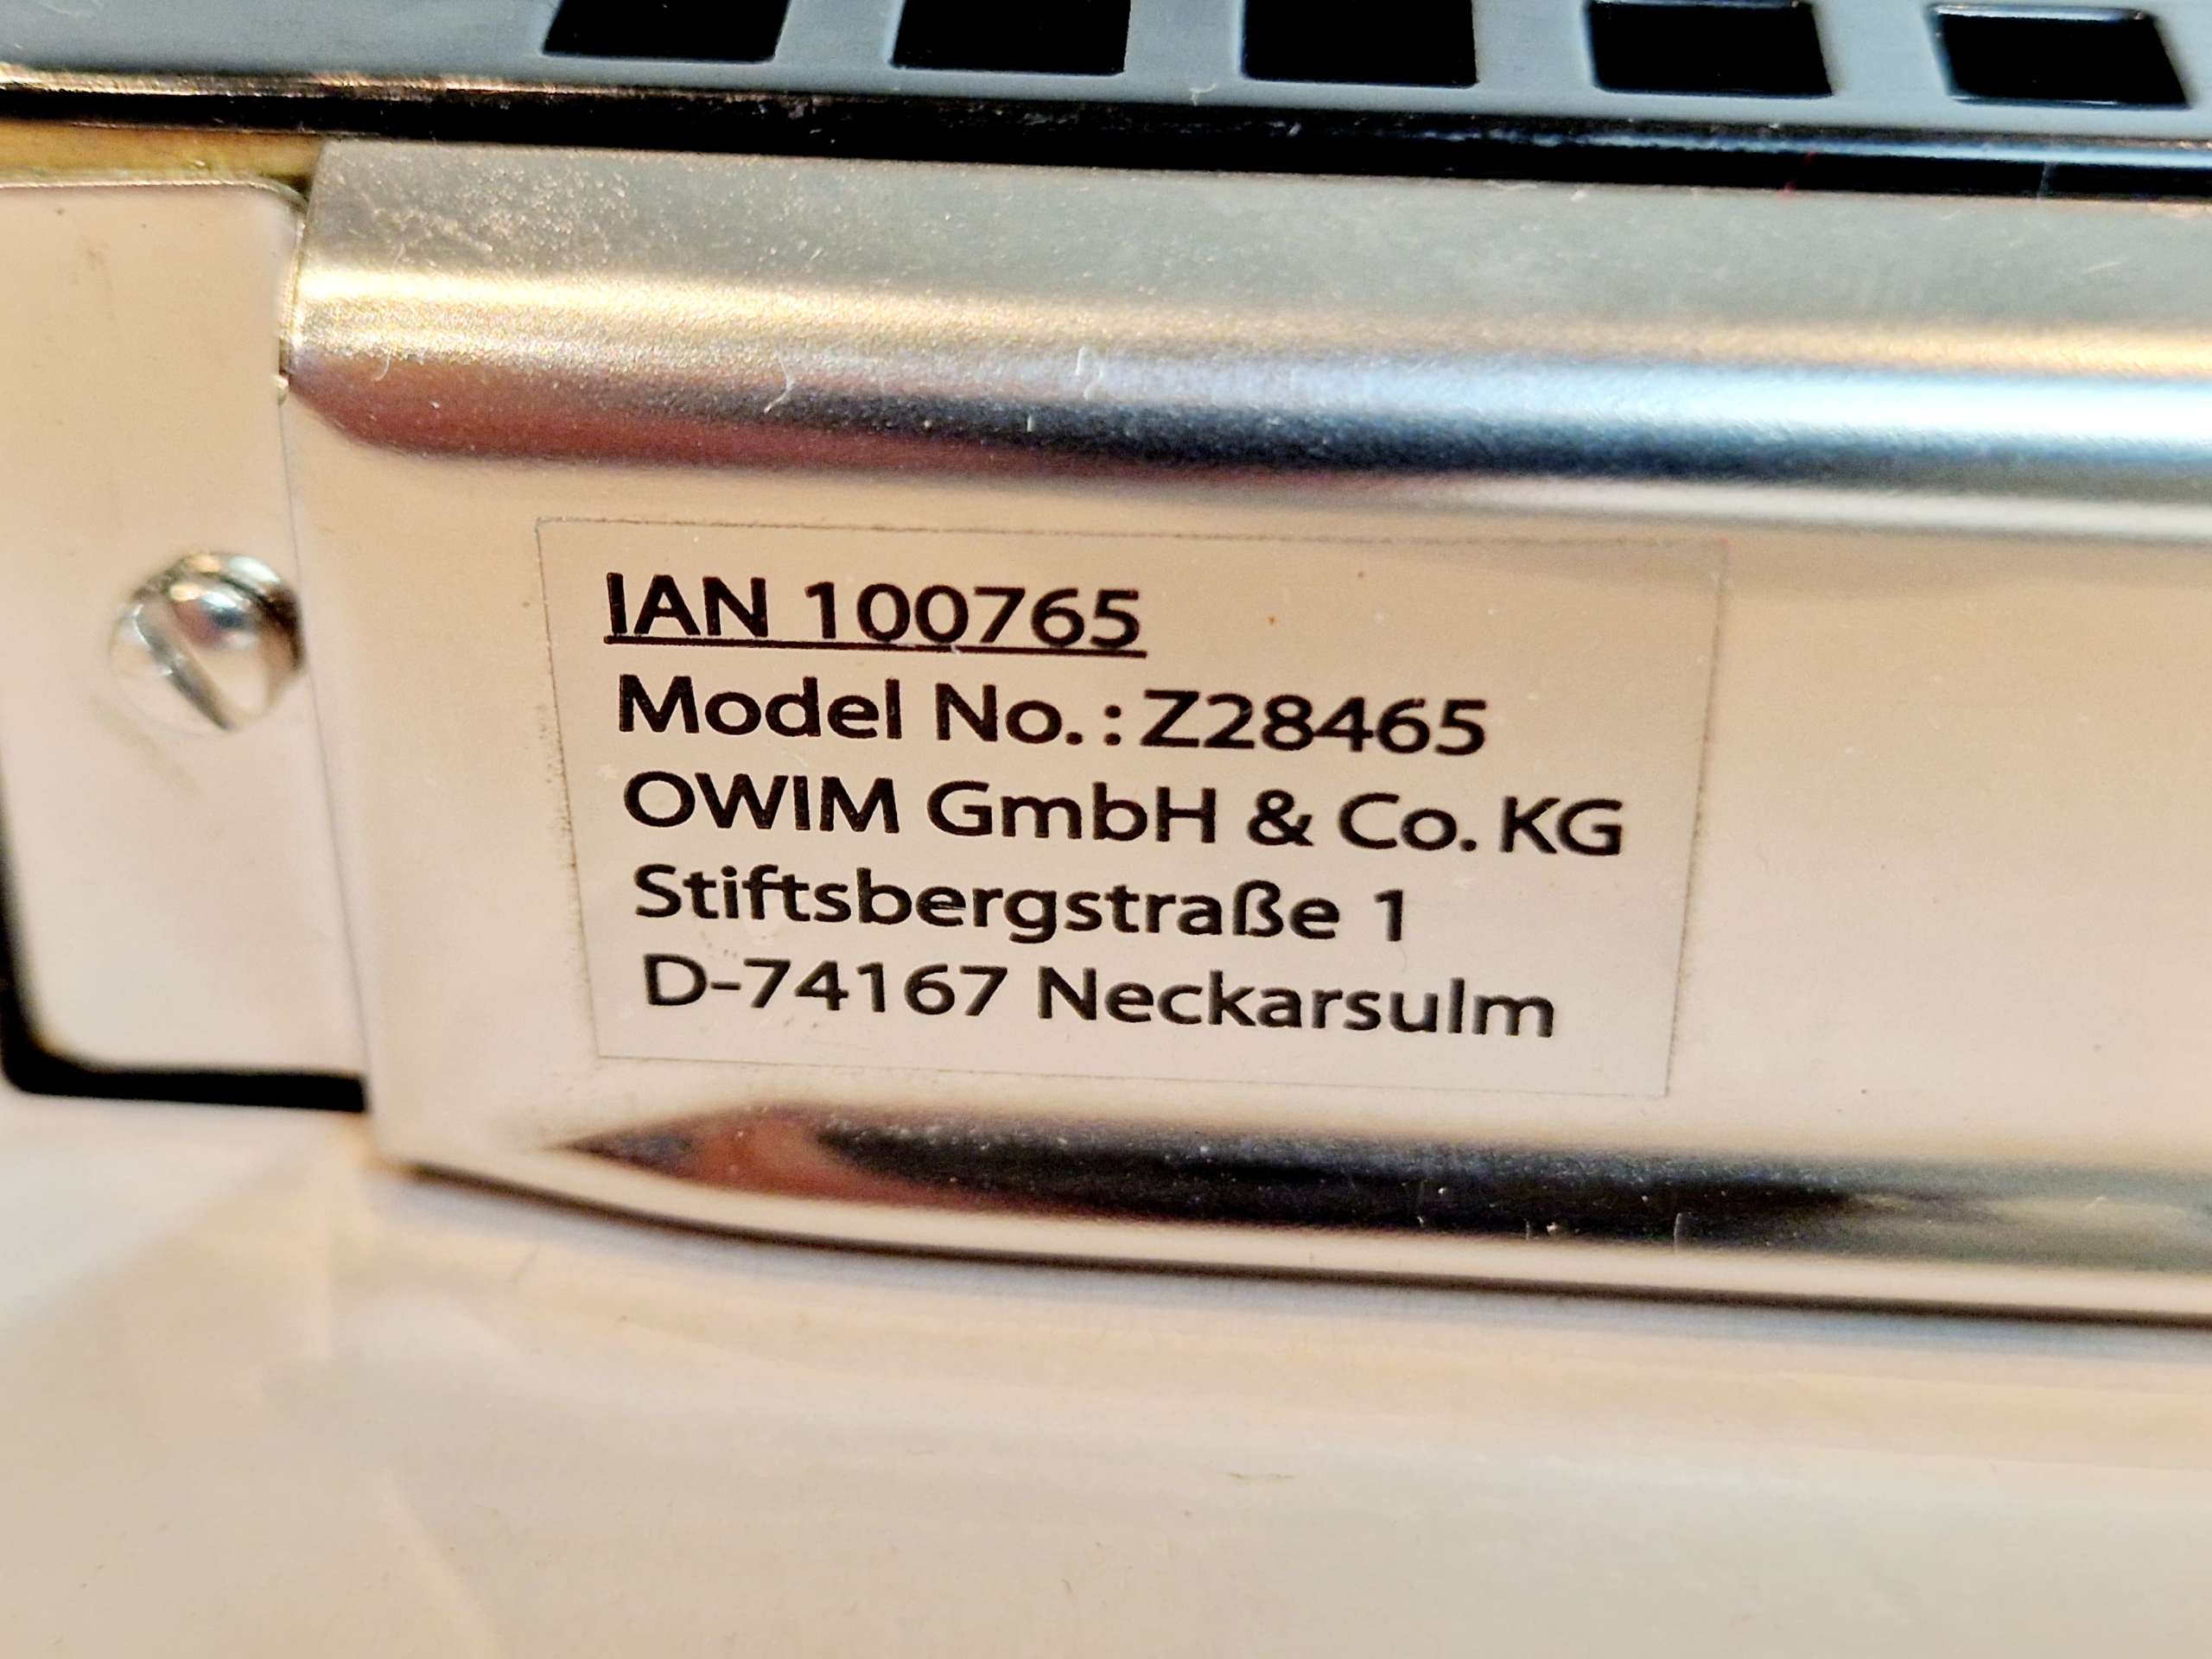 IAN 100765
Model No.: Z28465
OWIM GmbH & Co. KG
Stiftsbergstraße 1
D-74167 Neckarsulm